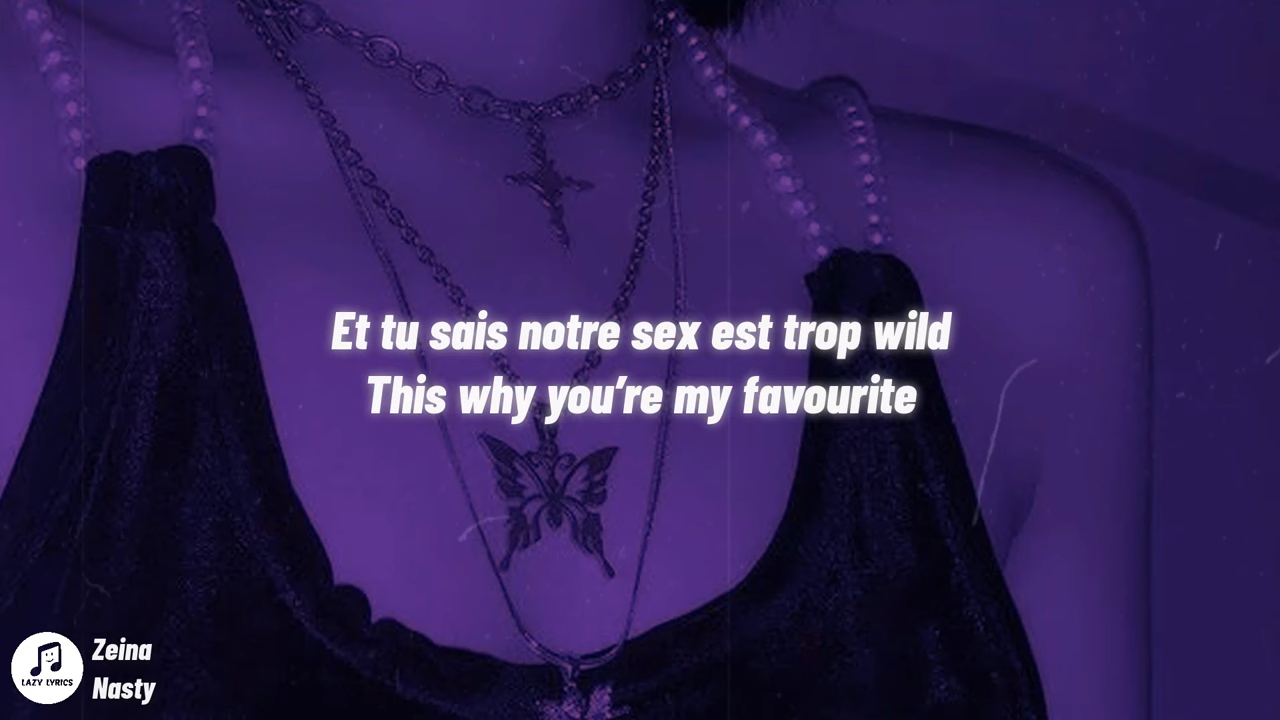 Et tu sais notre sex est trop wild
This why you’re my favourite
LAZY LYRICS
Zeina
Nasty